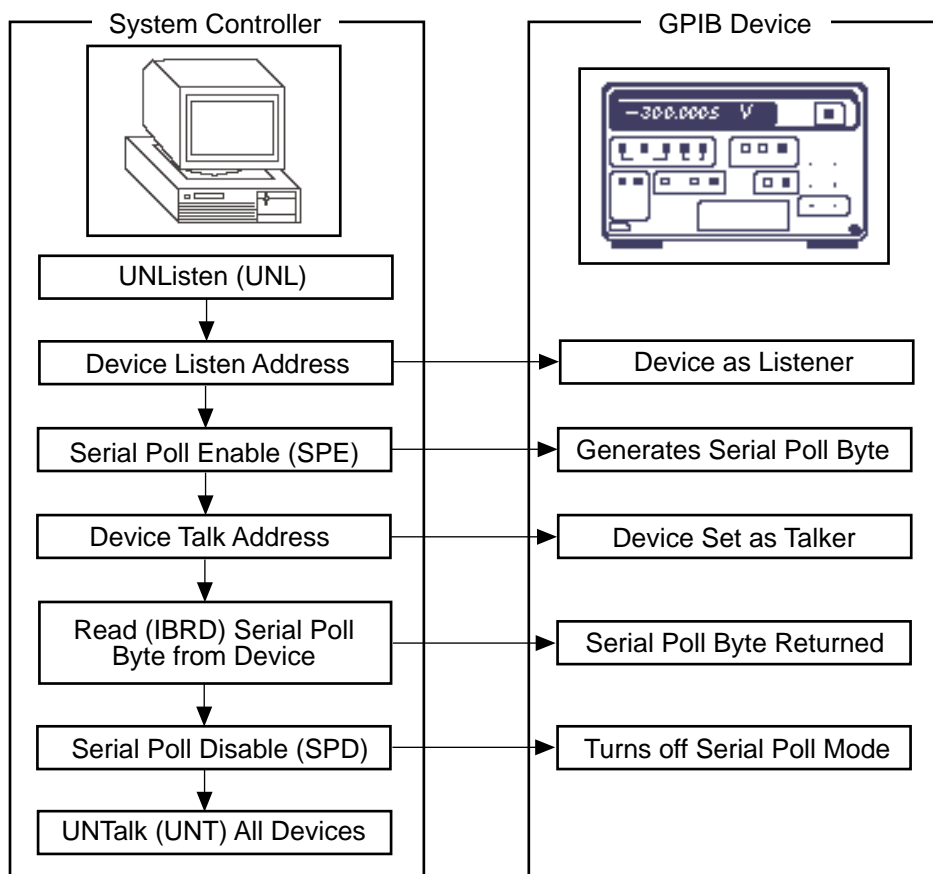 System Controller
GPIB Device
-300.000S V
UNListen (UNL)
Device Listen Address
Device as Listener
Serial Poll Enable (SPE)
Generates Serial Poll Byte
Device Talk Address
Device Set as Talker
Read (IBRD) Serial Poll
Byte from Device
Serial Poll Byte Returned
Serial Poll Disable (SPD)
Turns off Serial Poll Mode
UNTalk (UNT) All Devices